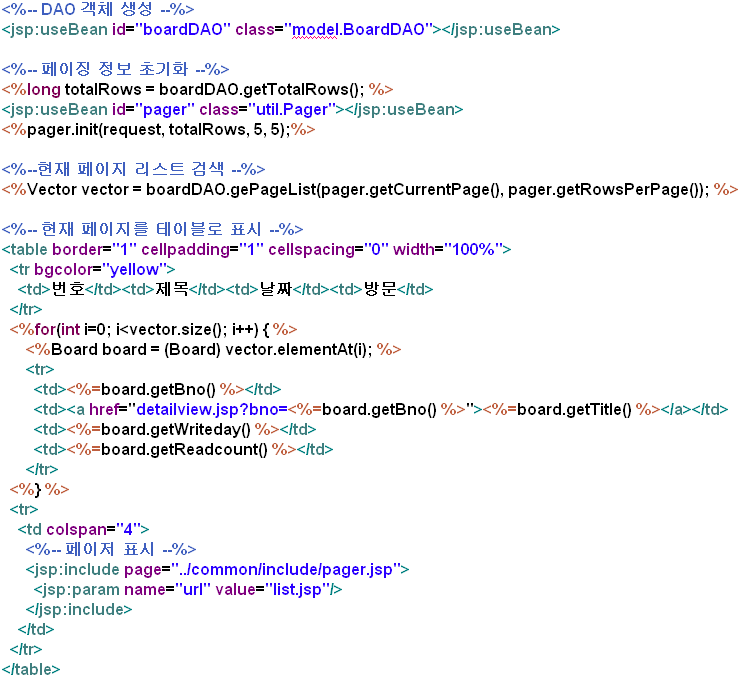 <%-- DAO 객체 생성 --%>
<jsp:useBean id="boardDAO" class="model.BoardDAO"></jsp:useBean>
<%-- 페이징 정보 초기화 --%>
<%long totalRows = boardDAO.getTotalRows(); %>
<jsp:useBean id="pager" class="util.Pager"></jsp:useBean>
<%pager.init(request, totalRows, 5, 5);%>
<%--현재 페이지 리스트 검색 --%>
<%Vector vector = boardDAO.gePageList(pager.getCurrentPage(), pager.getRowsPerPage()); %>
<%-- 현재 페이지를 테이블로 표시 --%>
<table border="1" cellpadding="1" cellspacing="0" width="100%">
<tr bgcolor="yellow">
<td>번호</td><td>제목</td><td>날짜</td><td>방문</td>
</tr>
<%for(int i=0; i<vector.size(); i++) { %>
<%Board board = (Board) vector.elementAt(i); %>
<tr>
<td><%=board.getBno() %></td>
<td><a href="detailview.jsp?bno=<%=board.getBno() %>"><%=board.getTitle() %></a></td>
<td><%=board.getWriteday() %></td>
<td><%=board.getReadcount() %></td>
</tr>
<%} %>
<tr>
<td colspan="4">
<%-- 페이저 표시 --%>
<jsp:include page="../common/include/pager.jsp">
<jsp:param name="url" value="list.jsp"/>
</jsp:include>
</td>
</tr>
</table>